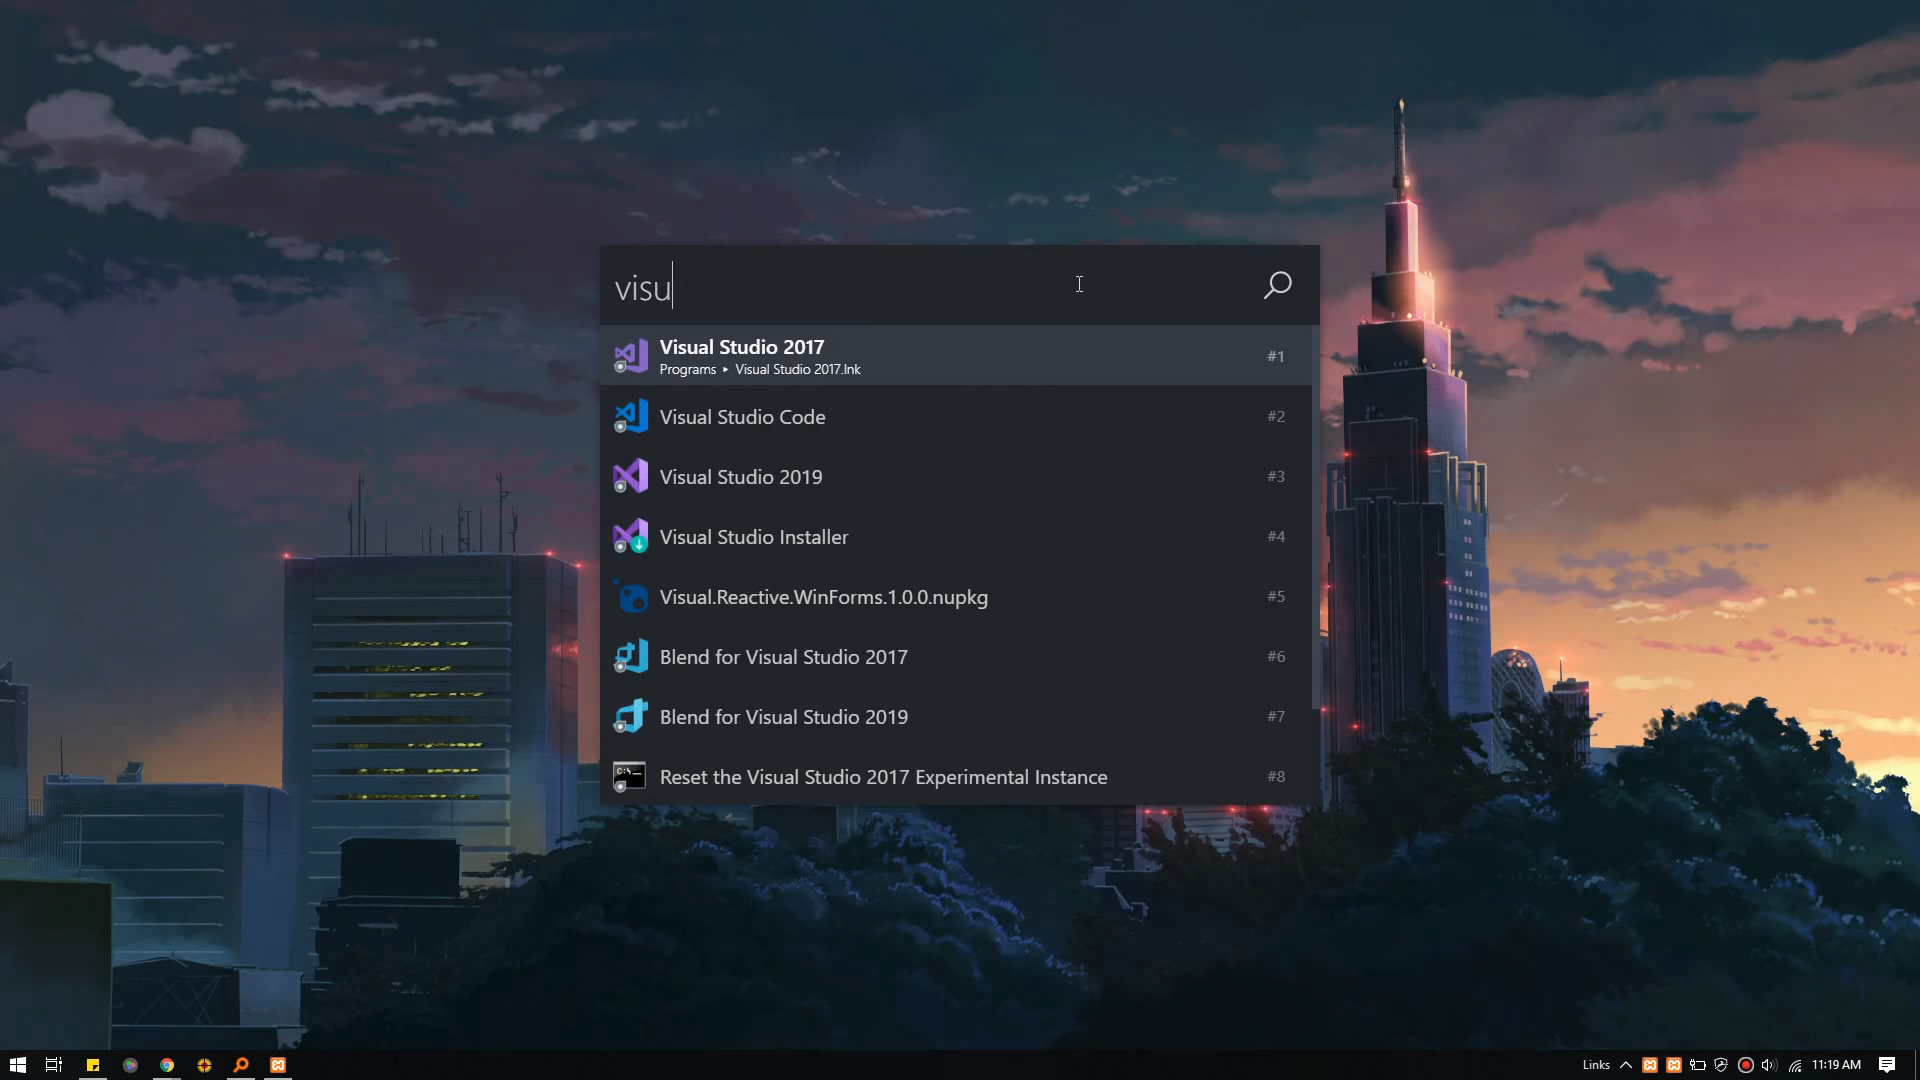 visu
Visual Studio 2017
Programs ▸ Visual Studio 2017.lnk
#1
Visual Studio Code
#2
Visual Studio 2019
#3
Visual Studio Installer
#4
Visual.Reactive.WinForms.1.0.0.nupkg
#5
Blend for Visual Studio 2017
#6
Blend for Visual Studio 2019
#7
Reset the Visual Studio 2017 Experimental Instance
#8
Links
11:19 AM